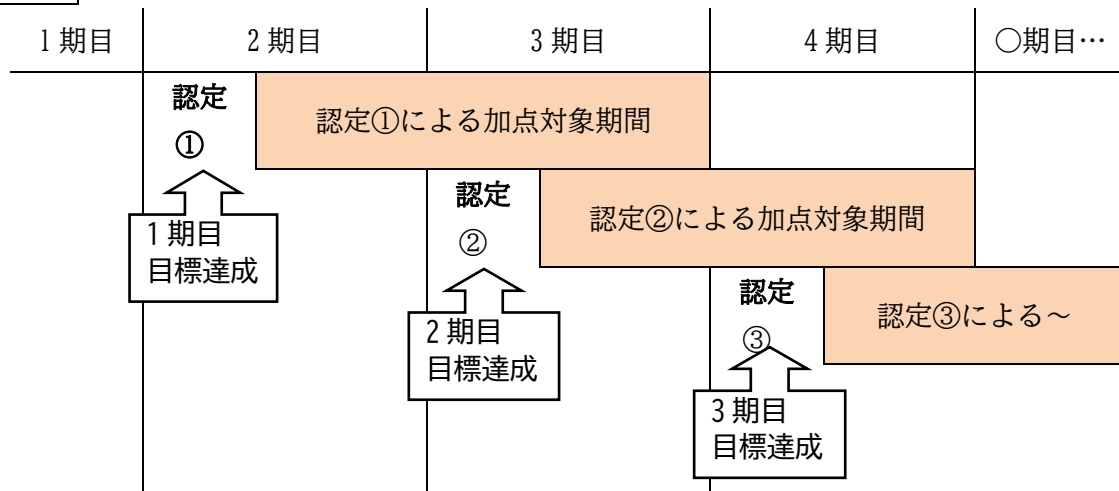 1期目 2期目 3期目 4期目 ○期目…
認定
①
認定①による加点対象期間
1期目
目標達成
認定
②
認定②による加点対象期間
2期目
目標達成
認定
③
認定③による~
3期目
目標達成